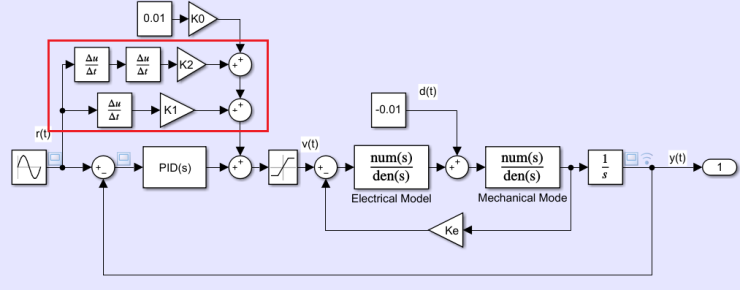 0.01 K0
Δu
Δt
Δu
Δt
K2
Δu
Δt
K1
r(t)
PID(s)
v(t)
num(s)
den(s)
Electrical Model
-0.01
d(t)
num(s)
den(s)
Mechanical Mode
1
s
y(t)
1
Ke